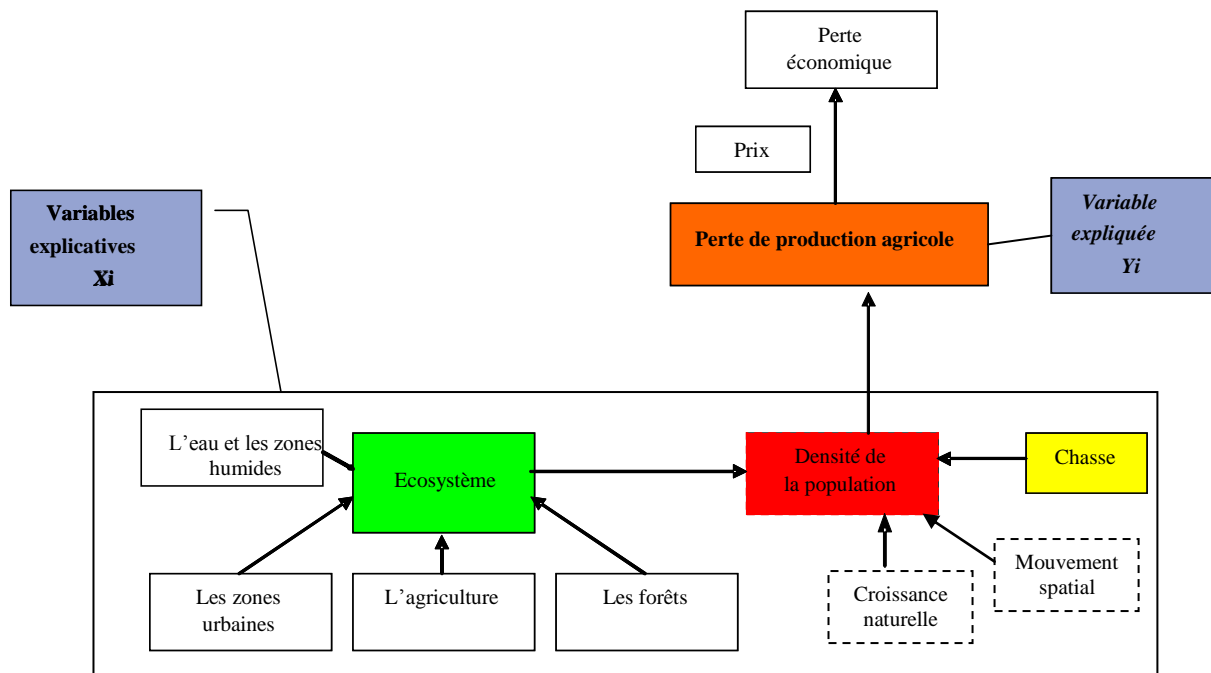 Perte
économique
Prix
Variables
explicatives
Xi
Perte de production agricole
Variable
expliquée
Yi
L'eau et les zones
humides
Ecosystème
Densité de
la population
Chasse
Les zones
urbaines
L'agriculture
Les forêts
Croissance
naturelle
Mouvement
spatial